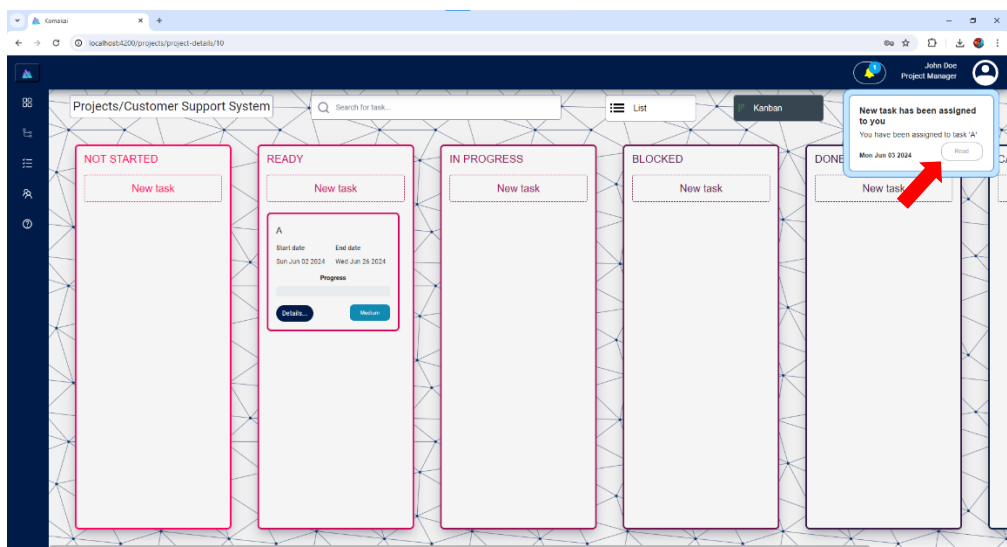 Komakai
localhost:4200/projects/project-details/10
1
John Doe
Project Manager
Projects/Customer Support System
Search for task...
List
Kanban
New task has been assigned
to you
You have been assigned to task 'A'
Mon Jun 03 2024
Read
NOT STARTED
New task
READY
New task
A
Start date End date
Sun Jun 02 2024 Wed Jun 26 2024
Progress
Details...
Medium
IN PROGRESS
New task
BLOCKED
New task
DONE
New task